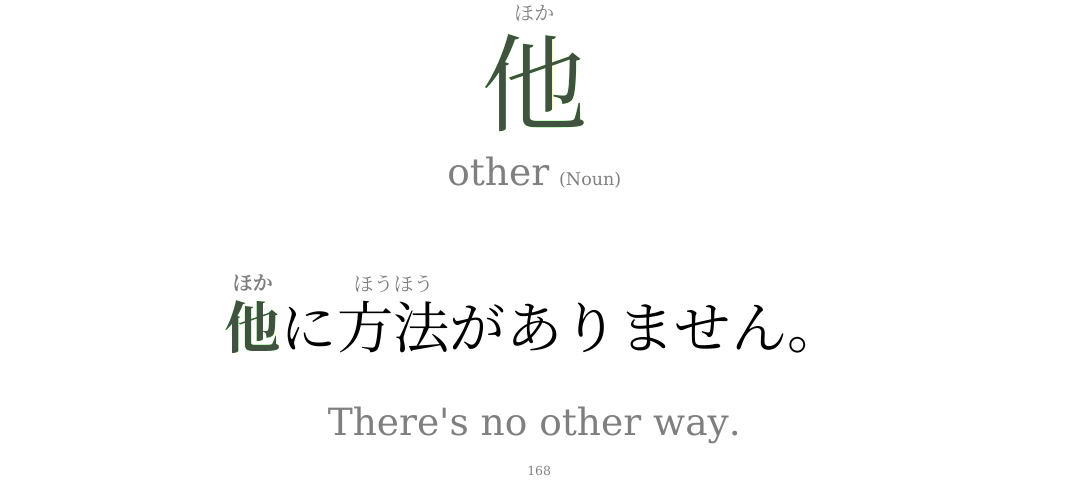 ほか
他
other (Noun)
ほか ほうほう
他に方法がありません。
There's no other way.
168